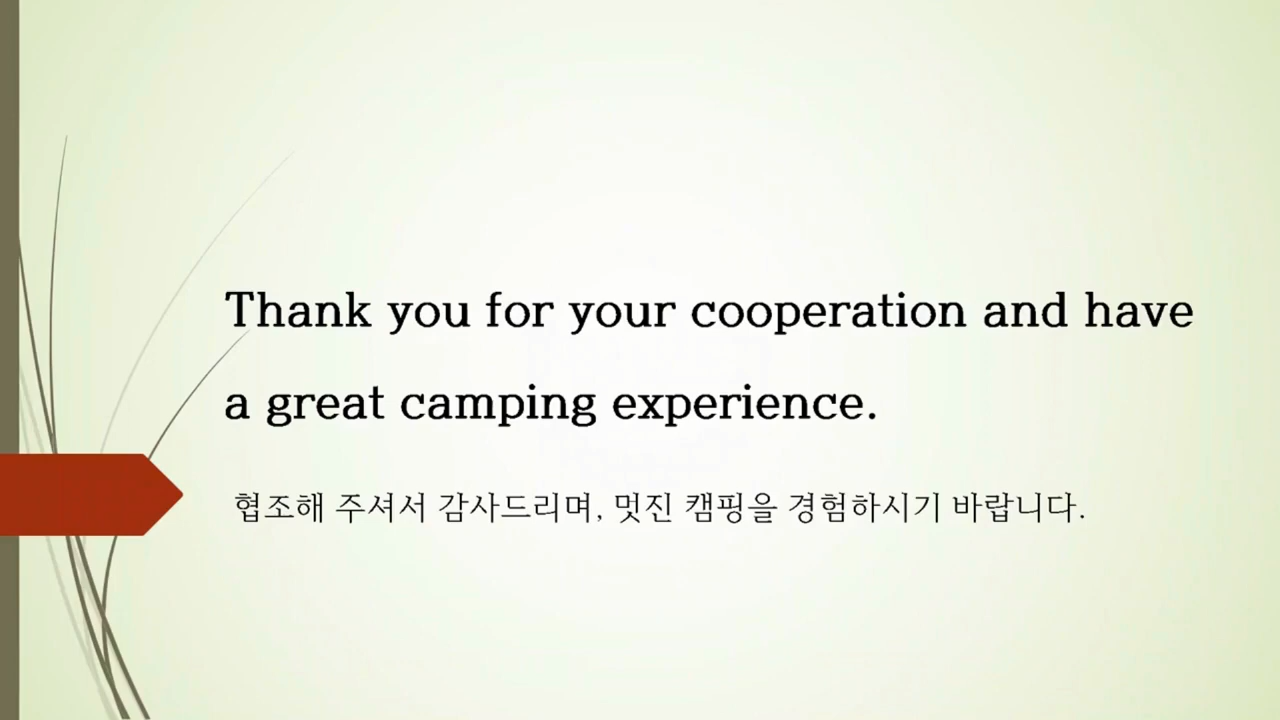 Thank you for your cooperation and have
a great camping experience.
협조해 주셔서 감사드리며, 멋진 캠핑을 경험하시기 바랍니다.